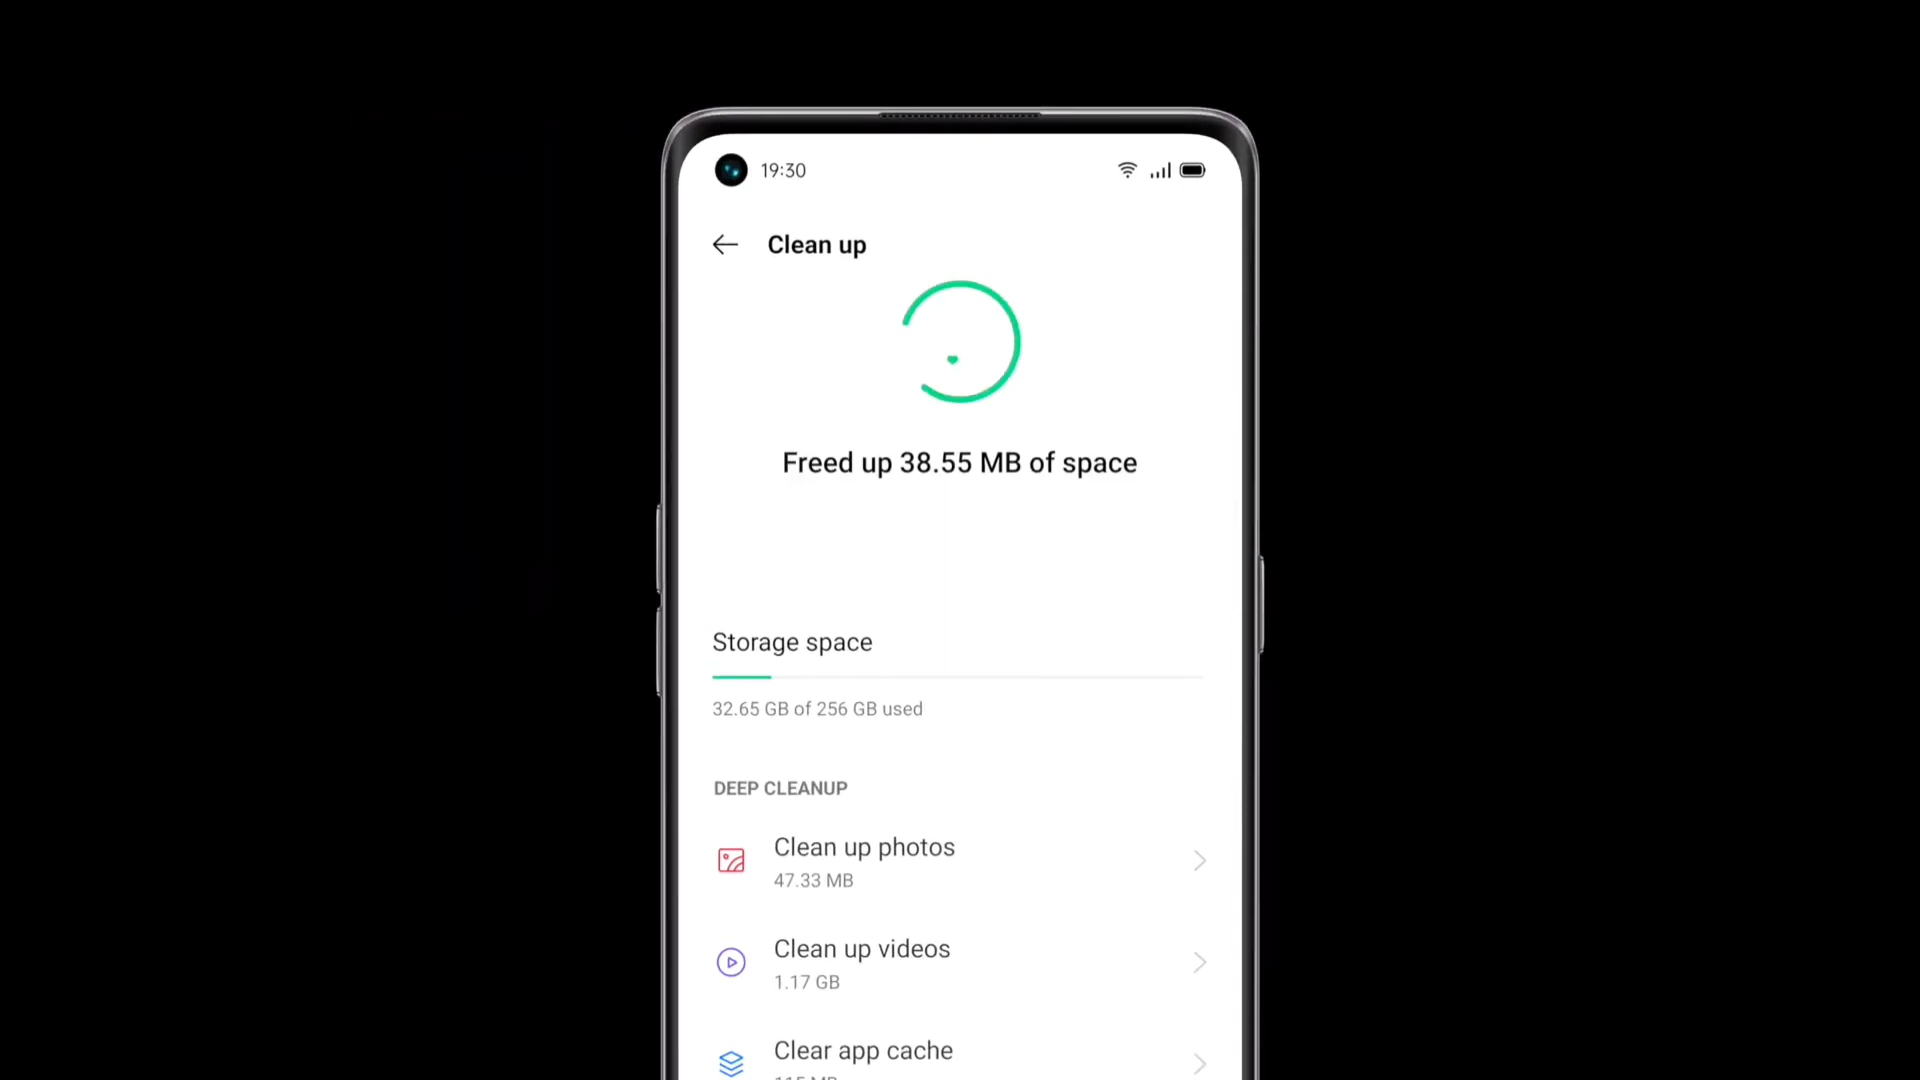 19:30
Clean up
Freed up 38.55 MB of space
Storage space
32.65 GB of 256 GB used
DEEP CLEANUP
Clean up photos
47.33 MB
Clean up videos
1.17 GB
Clear app cache